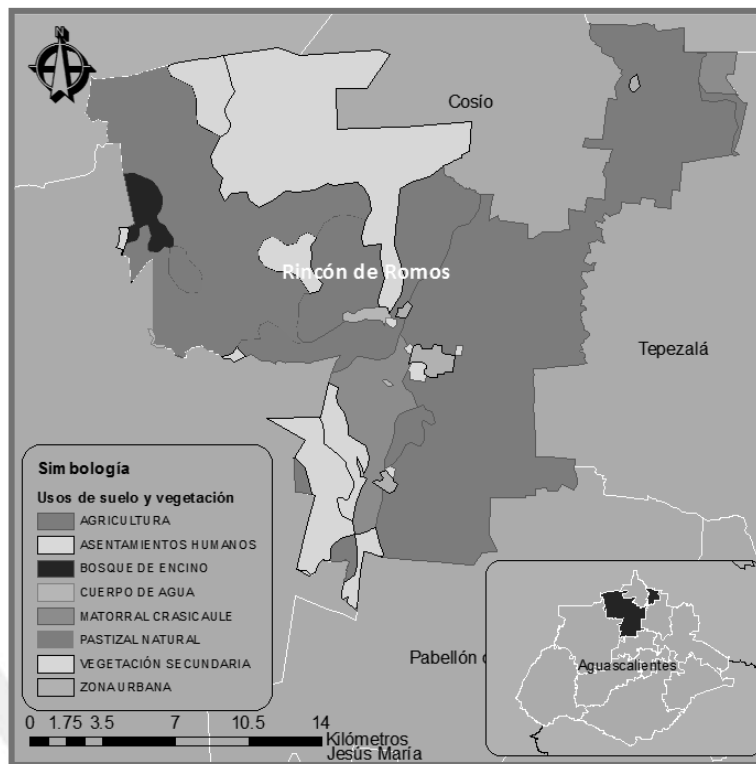 N
Cosío
Rincón de Romos
Tepezalá
Simbología
Usos de suelo y vegetación
AGRICULTURA
ASENTAMIENTOS HUMANOS
BOSQUE DE ENCINO
CUERPO DE AGUA
MATORRAL CRASICAULE
PASTIZAL NATURAL
VEGETACIÓN SECUNDARIA
ZONA URBANA
Pabellón
Aguascalientes
0 1.75 3.5 7 10.5 14
Kilómetros
Jesús María